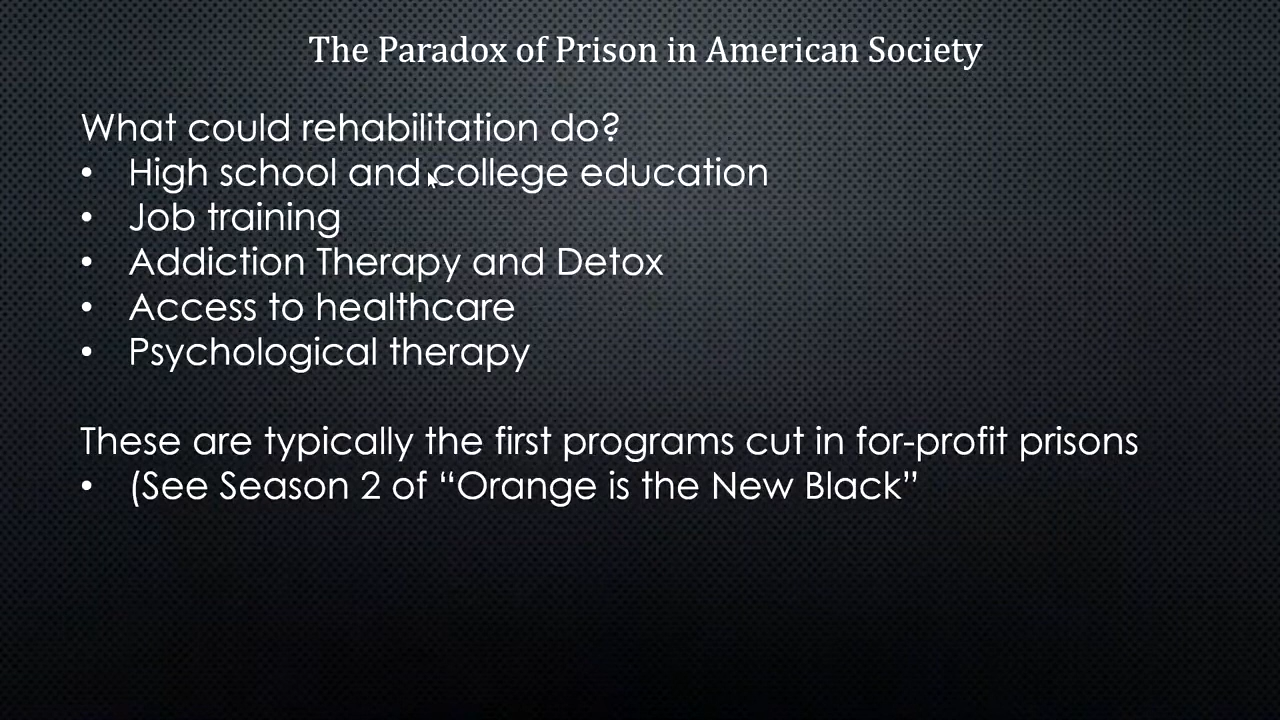 The Paradox of Prison in American Society
What could rehabilitation do?
• High school and college education
• Job training
• Addiction Therapy and Detox
• Access to healthcare
• Psychological therapy
These are typically the first programs cut in for-profit prisons
• (See Season 2 of “Orange is the New Black”